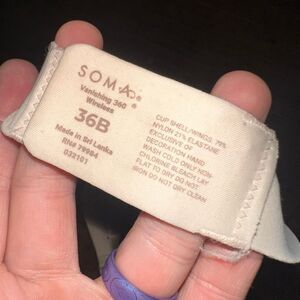 SOMA
Vanishing 360
Wireless
36B
Made in Sri Lanka
RN# 79984
032101
CUP SHELL/WINGS: 79%
NYLON 21% ELASTANE
EXCLUSIVE OF
DECORATION HAND
WASH COLD ONLY NON-
CHLORINE BLEACH LAY
FLAT TO DRY DO NOT
IRON DO NOT DRY CLEAN